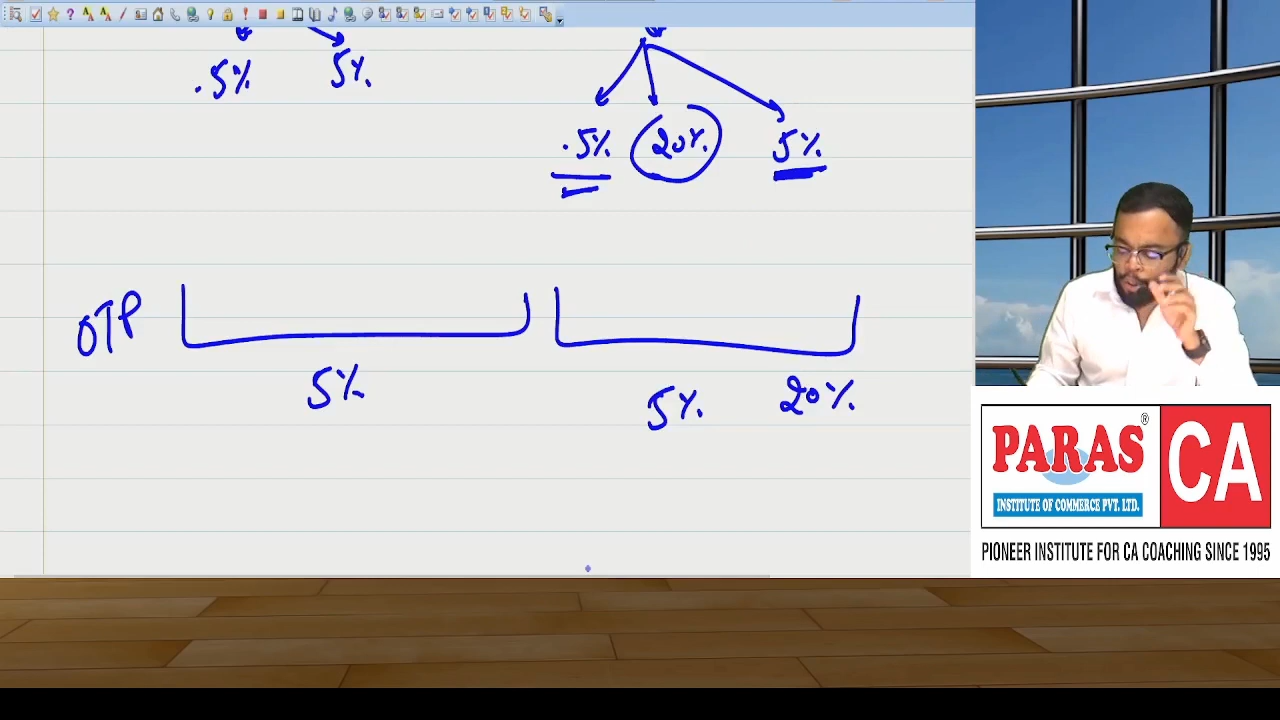 .5% 5%
.5% 20% 5%
OTP
5% 5% 20%
PARAS® CA
INSTITUTE OF COMMERCE PVT. LTD.
PIONEER INSTITUTE FOR CA COACHING SINCE 1995